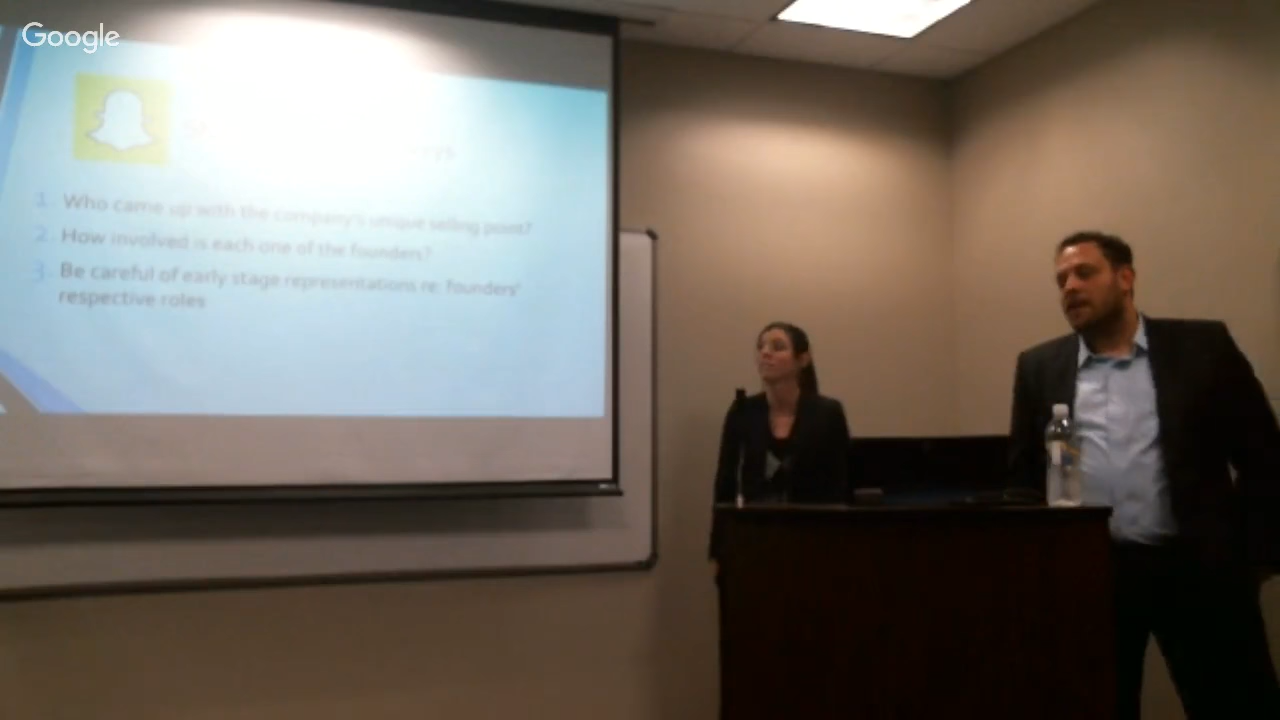 Google
1. Who came up with the company's unique selling point?
2. How involved is each one of the founders?
3. Be careful of early stage representations re: founders'
respective roles